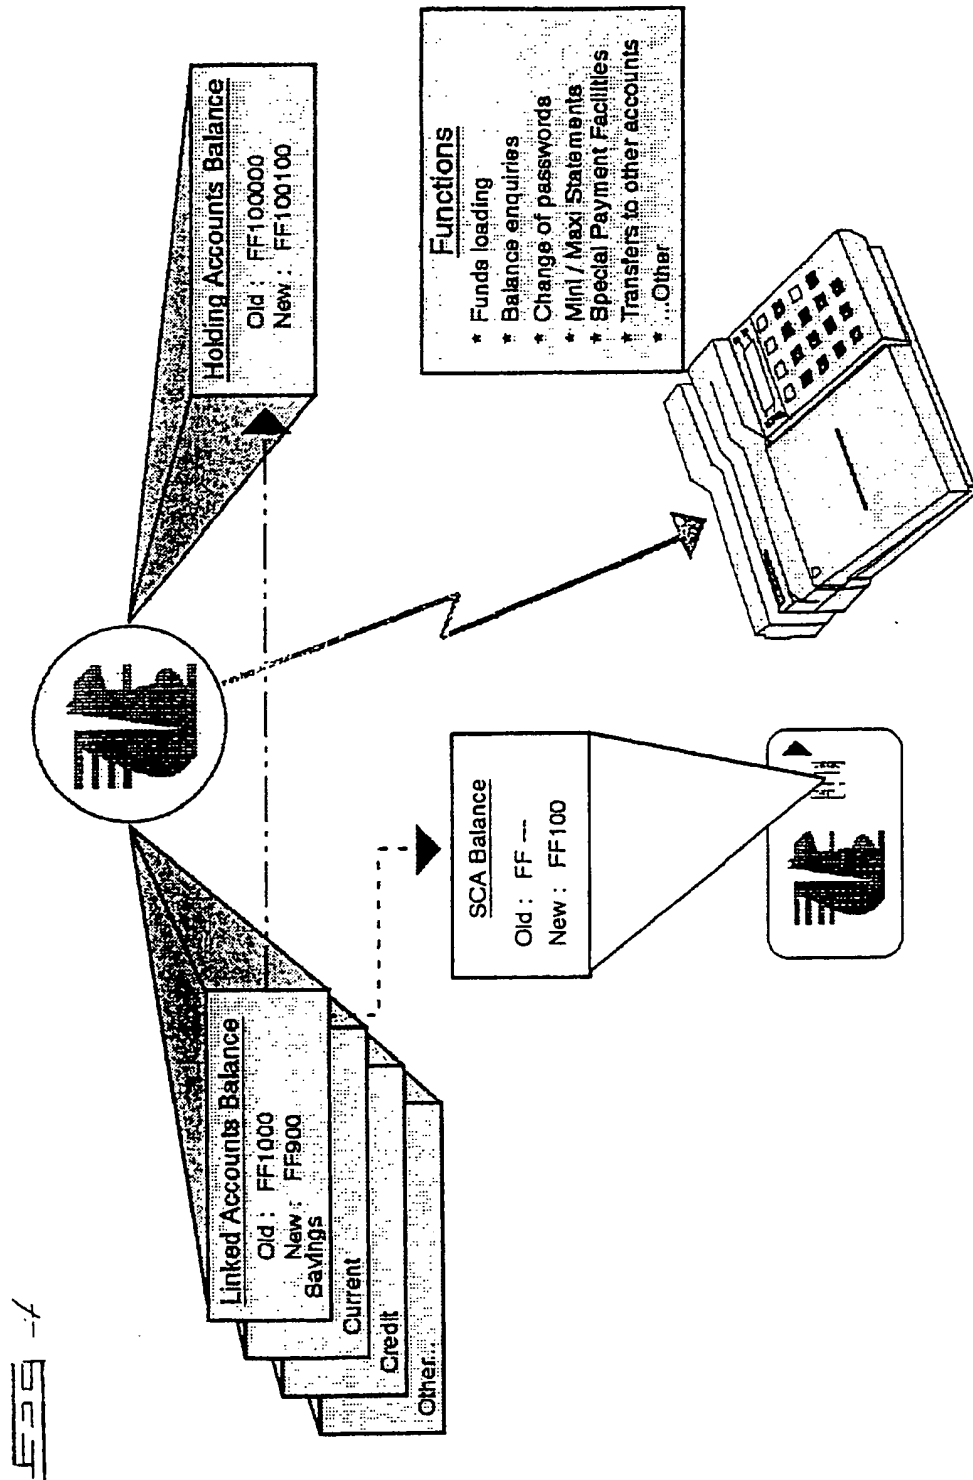 Linked Accounts Balance
Old : FF1000
New : FF900
Savings
Current
Credit
Other...
Holding Accounts Balance
Old : FF100000
New : FF100100
SCA Balance
Old : FF ---
New : FF100
Functions
* Funds loading
* Balance enquiries
* Change of passwords
* Mini / Maxi Statements
* Special Payment Facilities
* Transfers to other accounts
* ...Other